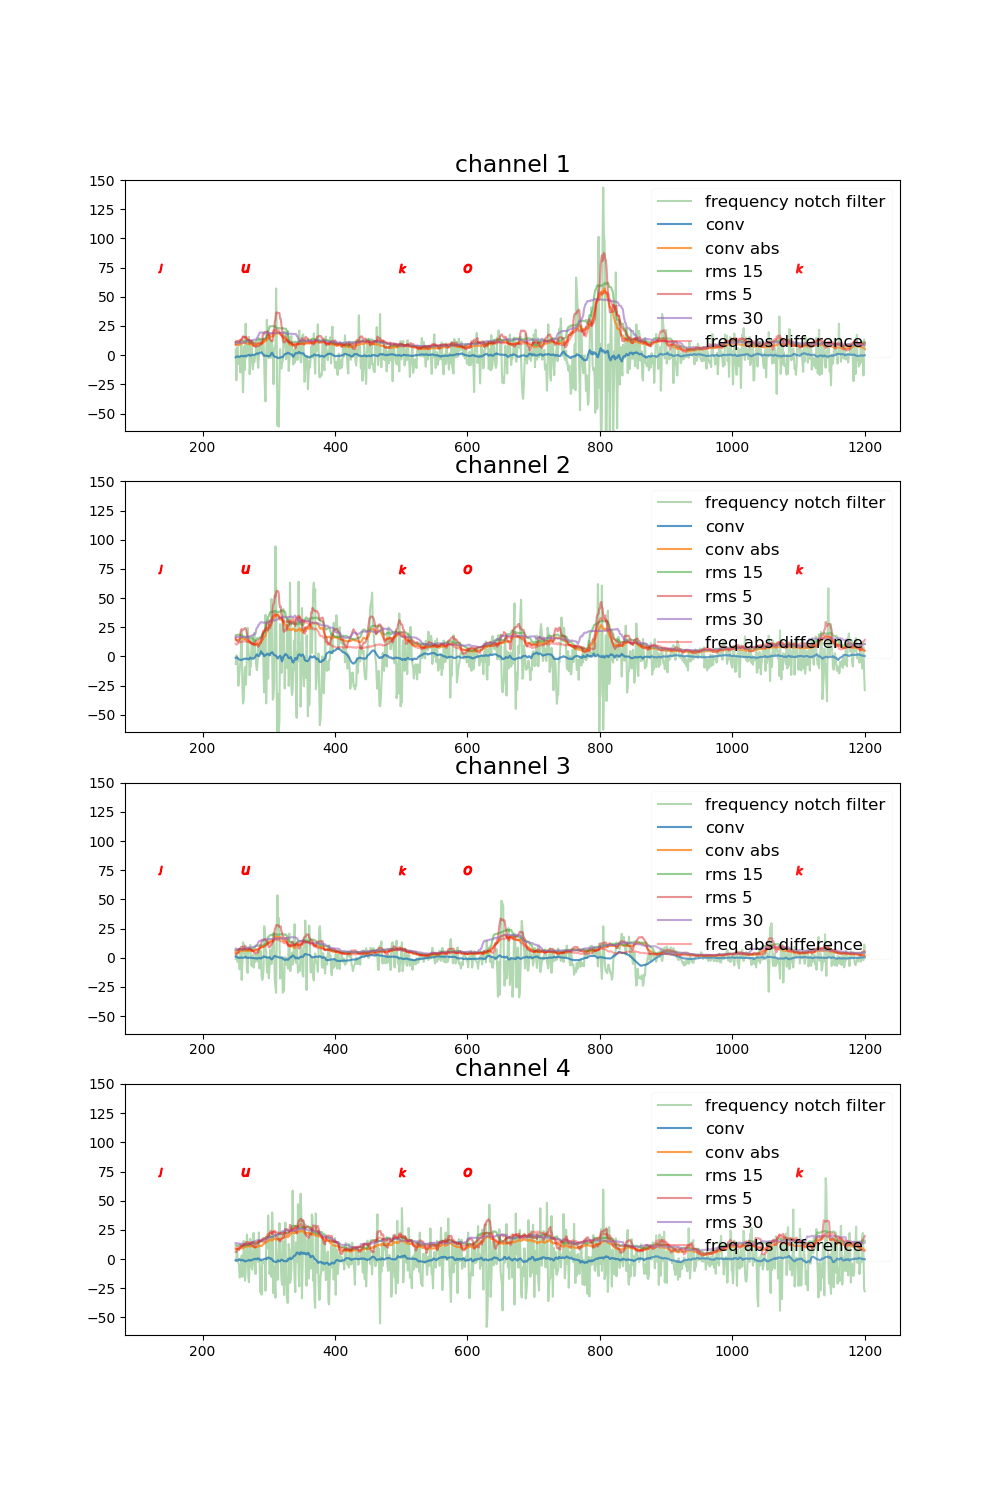 channel 1
150
125
100
75
50
25
0
−25
−50
J u k o k
frequency notch filter
conv
conv abs
rms 15
rms 5
rms 30
freq abs difference
200 400 600 800 1000 1200
channel 2
150
125
100
75
50
25
0
−25
−50
J u k o k
frequency notch filter
conv
conv abs
rms 15
rms 5
rms 30
freq abs difference
200 400 600 800 1000 1200
channel 3
150
125
100
75
50
25
0
−25
−50
J u k o k
frequency notch filter
conv
conv abs
rms 15
rms 5
rms 30
freq abs difference
200 400 600 800 1000 1200
channel 4
150
125
100
75
50
25
0
−25
−50
J u k o k
frequency notch filter
conv
conv abs
rms 15
rms 5
rms 30
freq abs difference
200 400 600 800 1000 1200